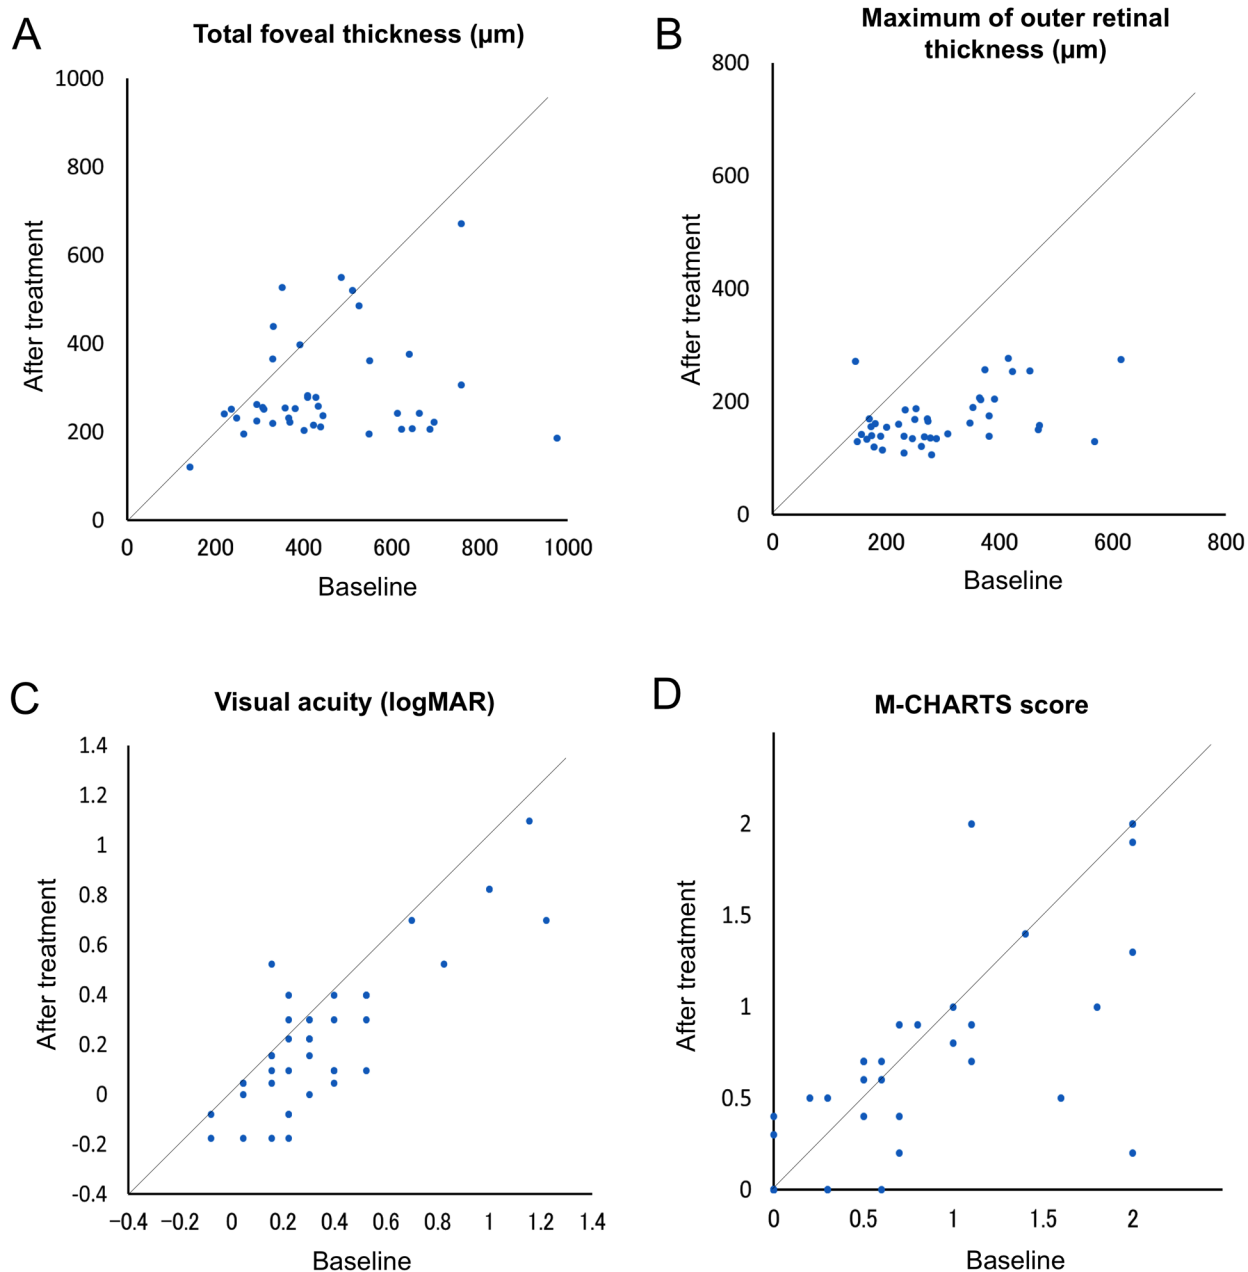 A
Total foveal thickness (µm)
1000
800
600
400
200
0
0 200 400 600 800 1000
After treatment
Baseline
B
Maximum of outer retinal
thickness (µm)
800
600
400
200
0
0 200 400 600 800
After treatment
Baseline
C
Visual acuity (logMAR)
1.4
1.2
1
0.8
0.6
0.4
0.2
0
-0.2
-0.4
−0.4 −0.2 0 0.2 0.4 0.6 0.8 1 1.2 1.4
After treatment
Baseline
D
M-CHARTS score
2
1.5
1
0.5
0
0 0.5 1 1.5 2
After treatment
Baseline